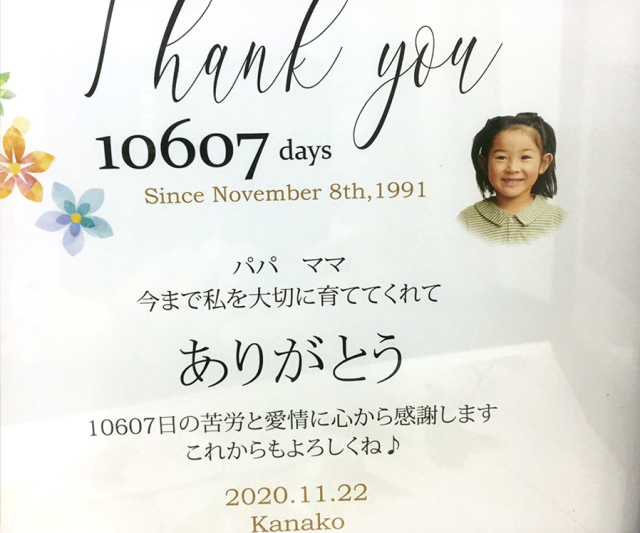 Thank you
10607 days
Since November 8th,1991
パパ ママ
今まで私を大切に育ててくれて
ありがとう
10607日の苦労と愛情に心から感謝します
これからもよろしくね♪
2020.11.22
Kanako